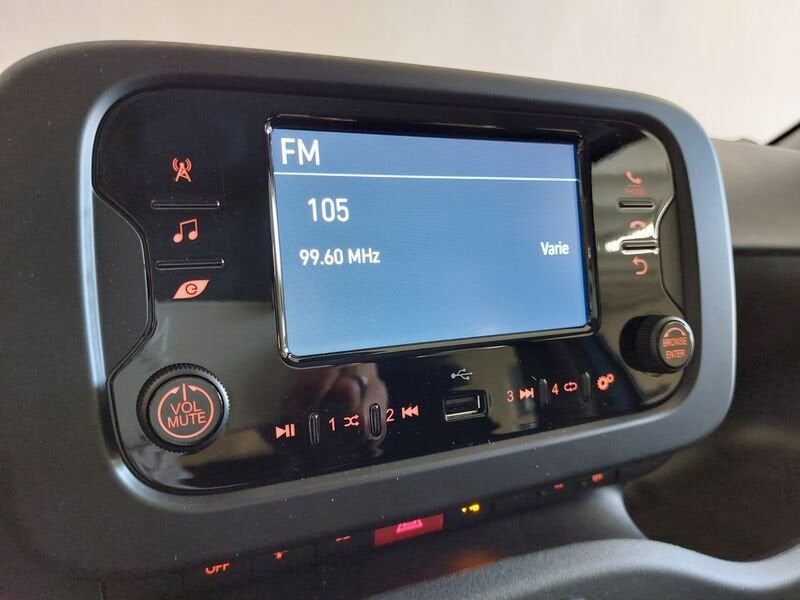 FM
105
99.60 MHz
Varie
PHONE
VOL
MUTE
BROWSE
ENTER
1
2
3
4
OFF